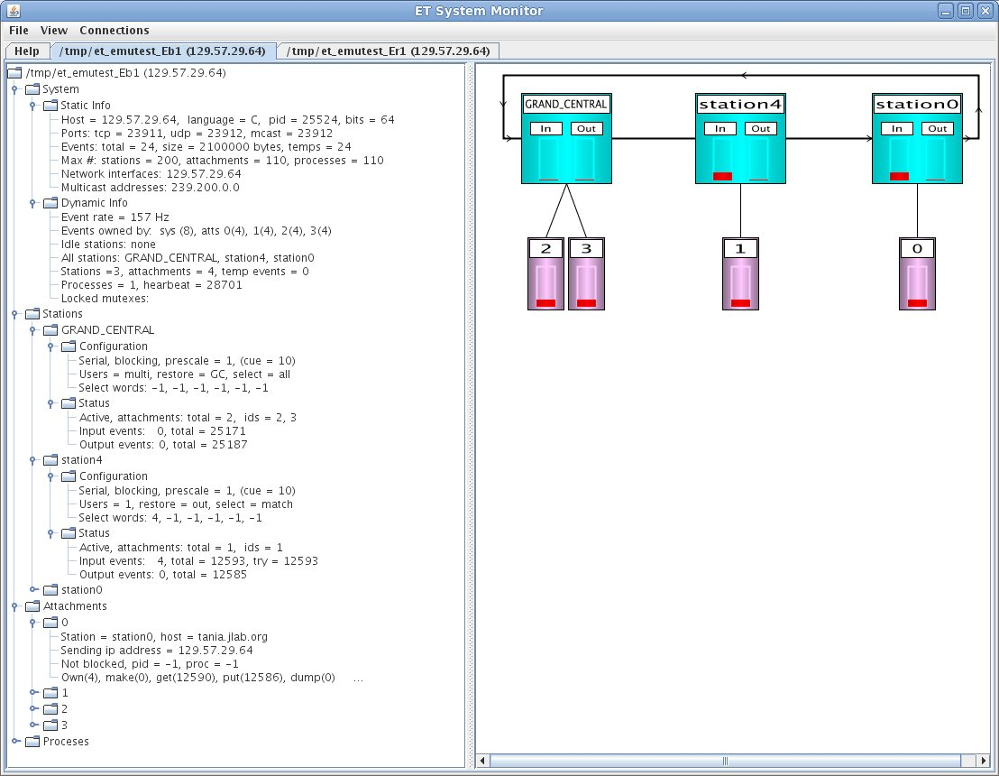 ET System Monitor
File View Connections
Help /tmp/et_emutest_Eb1 (129.57.29.64) /tmp/et_emutest_Er1 (129.57.29.64)
/tmp/et_emutest_Eb1 (129.57.29.64)
System
Static Info
Host = 129.57.29.64, language = C, pid = 25524, bits = 64
Ports: tcp = 23911, udp = 23912, mcast = 23912
Events: total = 24, size = 2100000 bytes, temps = 24
Max #: stations = 200, attachments = 110, processes = 110
Network interfaces: 129.57.29.64
Multicast addresses: 239.200.0.0
Dynamic Info
Event rate = 157 Hz
Events owned by: sys (8), atts 0(4), 1(4), 2(4), 3(4)
Idle stations: none
All stations: GRAND_CENTRAL, station4, station0
Stations =3, attachments = 4, temp events = 0
Processes = 1, hearbeat = 28701
Locked mutexes:
Stations
GRAND_CENTRAL
Configuration
Serial, blocking, prescale = 1, (cue = 10)
Users = multi, restore = GC, select = all
Select words: -1, -1, -1, -1, -1, -1
Status
Active, attachments: total = 2, ids = 2, 3
Input events: 0, total = 25171
Output events: 0, total = 25187
station4
Configuration
Serial, blocking, prescale = 1, (cue = 10)
Users = 1, restore = out, select = match
Select words: 4, -1, -1, -1, -1, -1
Status
Active, attachments: total = 1, ids = 1
Input events: 4, total = 12593, try = 12593
Output events: 0, total = 12585
station0
Attachments
0
Station = station0, host = tania.jlab.org
Sending ip address = 129.57.29.64
Not blocked, pid = -1, proc = -1
Own(4), make(0), get(12590), put(12586), dump(0) ...
1
2
3
Proceses
GRAND_CENTRAL station4 station0
In Out In Out In Out
2 3 1 0